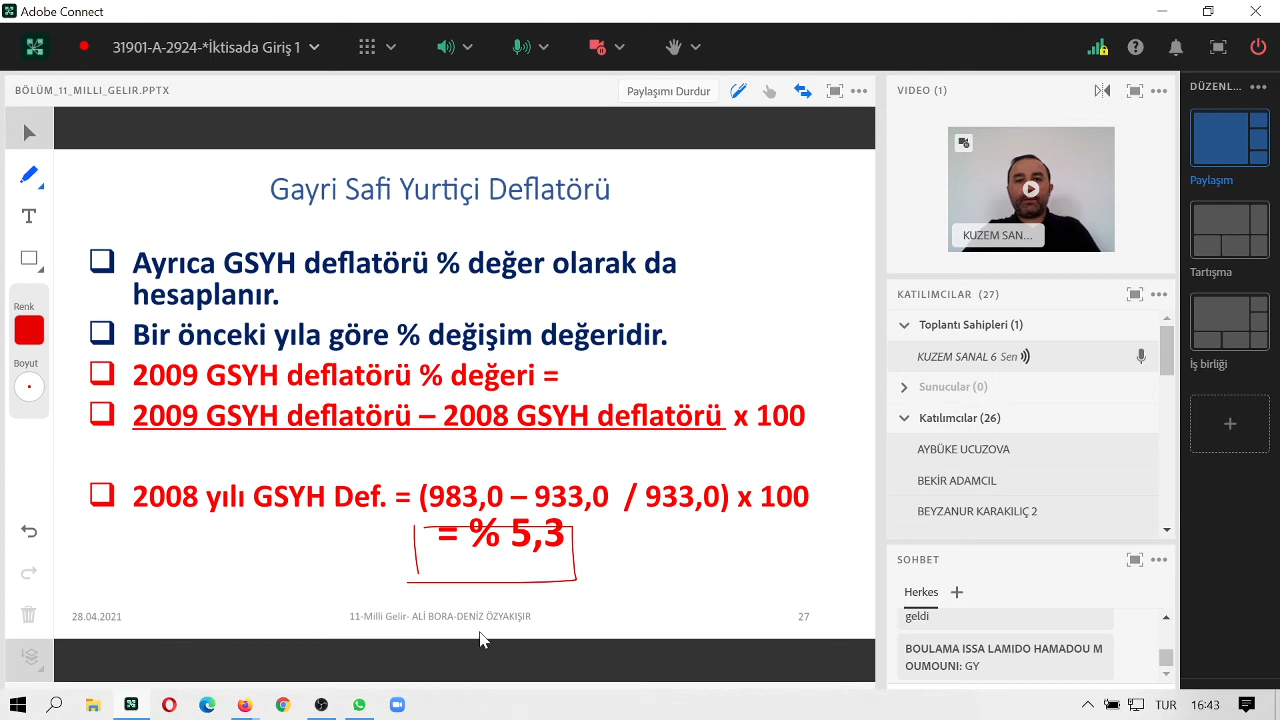 Adobe Connect
31901-A-2924-*İktisada Giriş 1
BÖLÜM_11_MILLI_GELIR.PPTX
Paylaşımı Durdur
Renk
Boyut
Gayri Safi Yurtiçi Deflatörü
Ayrıca GSYH deflatörü % değer olarak da
hesaplanır.
Bir önceki yıla göre % değişim değeridir.
2009 GSYH deflatörü % değeri =
2009 GSYH deflatörü – 2008 GSYH deflatörü x 100
2008 yılı GSYH Def. = (983,0 – 933,0 / 933,0) x 100
= % 5,3
28.04.2021
11-Milli Gelir- ALİ BORA-DENİZ ÖZYAKIŞIR
27
VIDEO (1)
KUZEM SAN...
KATILIMCILAR (27)
Toplantı Sahipleri (1)
KUZEM SANAL 6 Sen
Sunucular (0)
Katılımcılar (26)
AYBÜKE UCUZOVA
BEKİR ADAMCIL
BEYZANUR KARAKILIÇ 2
SOHBET
Herkes
geldi
BOULAMA ISSA LAMIDO HAMADOU M
OUMOUNI: GY
DÜZENL...
Paylaşım
Tartışma
İş birliği
TUR
16:43